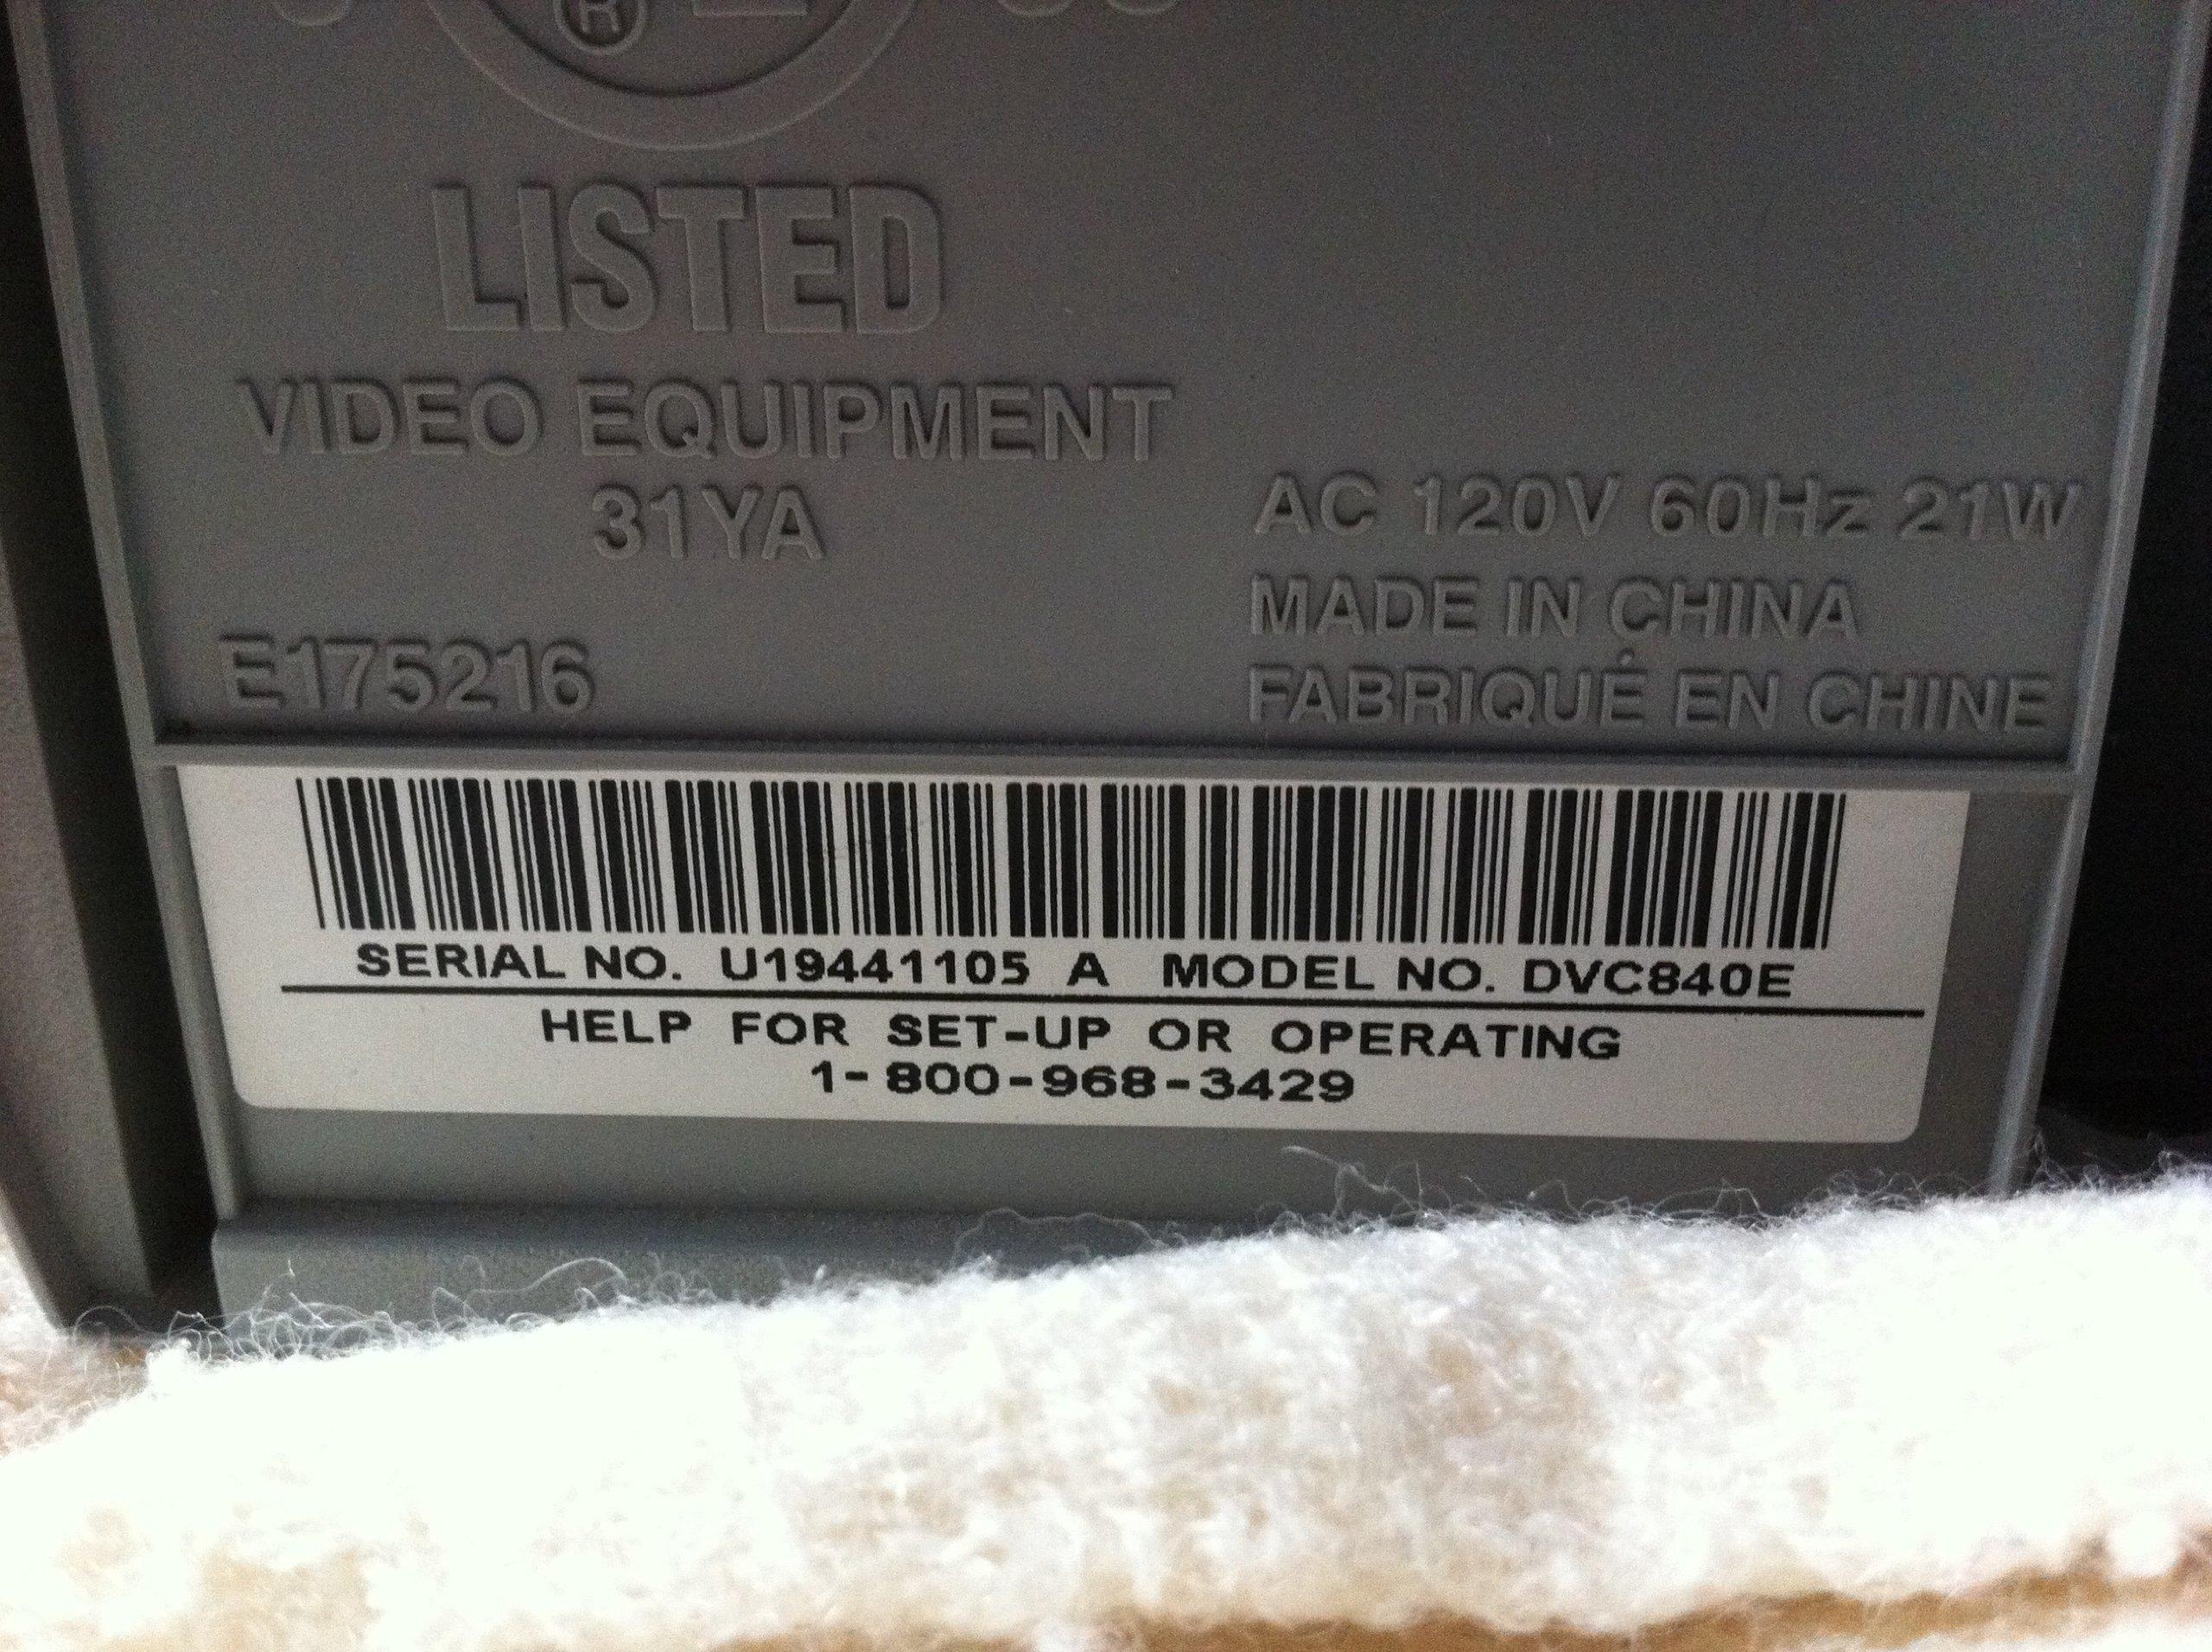 ®
LISTED
VIDEO EQUIPMENT
31YA
E175216
AC 120V 60Hz 21W
MADE IN CHINA
FABRIQUÉ EN CHINE
SERIAL NO. U19441105 A MODEL NO. DVC840E
HELP FOR SET-UP OR OPERATING
1-800-968-3429